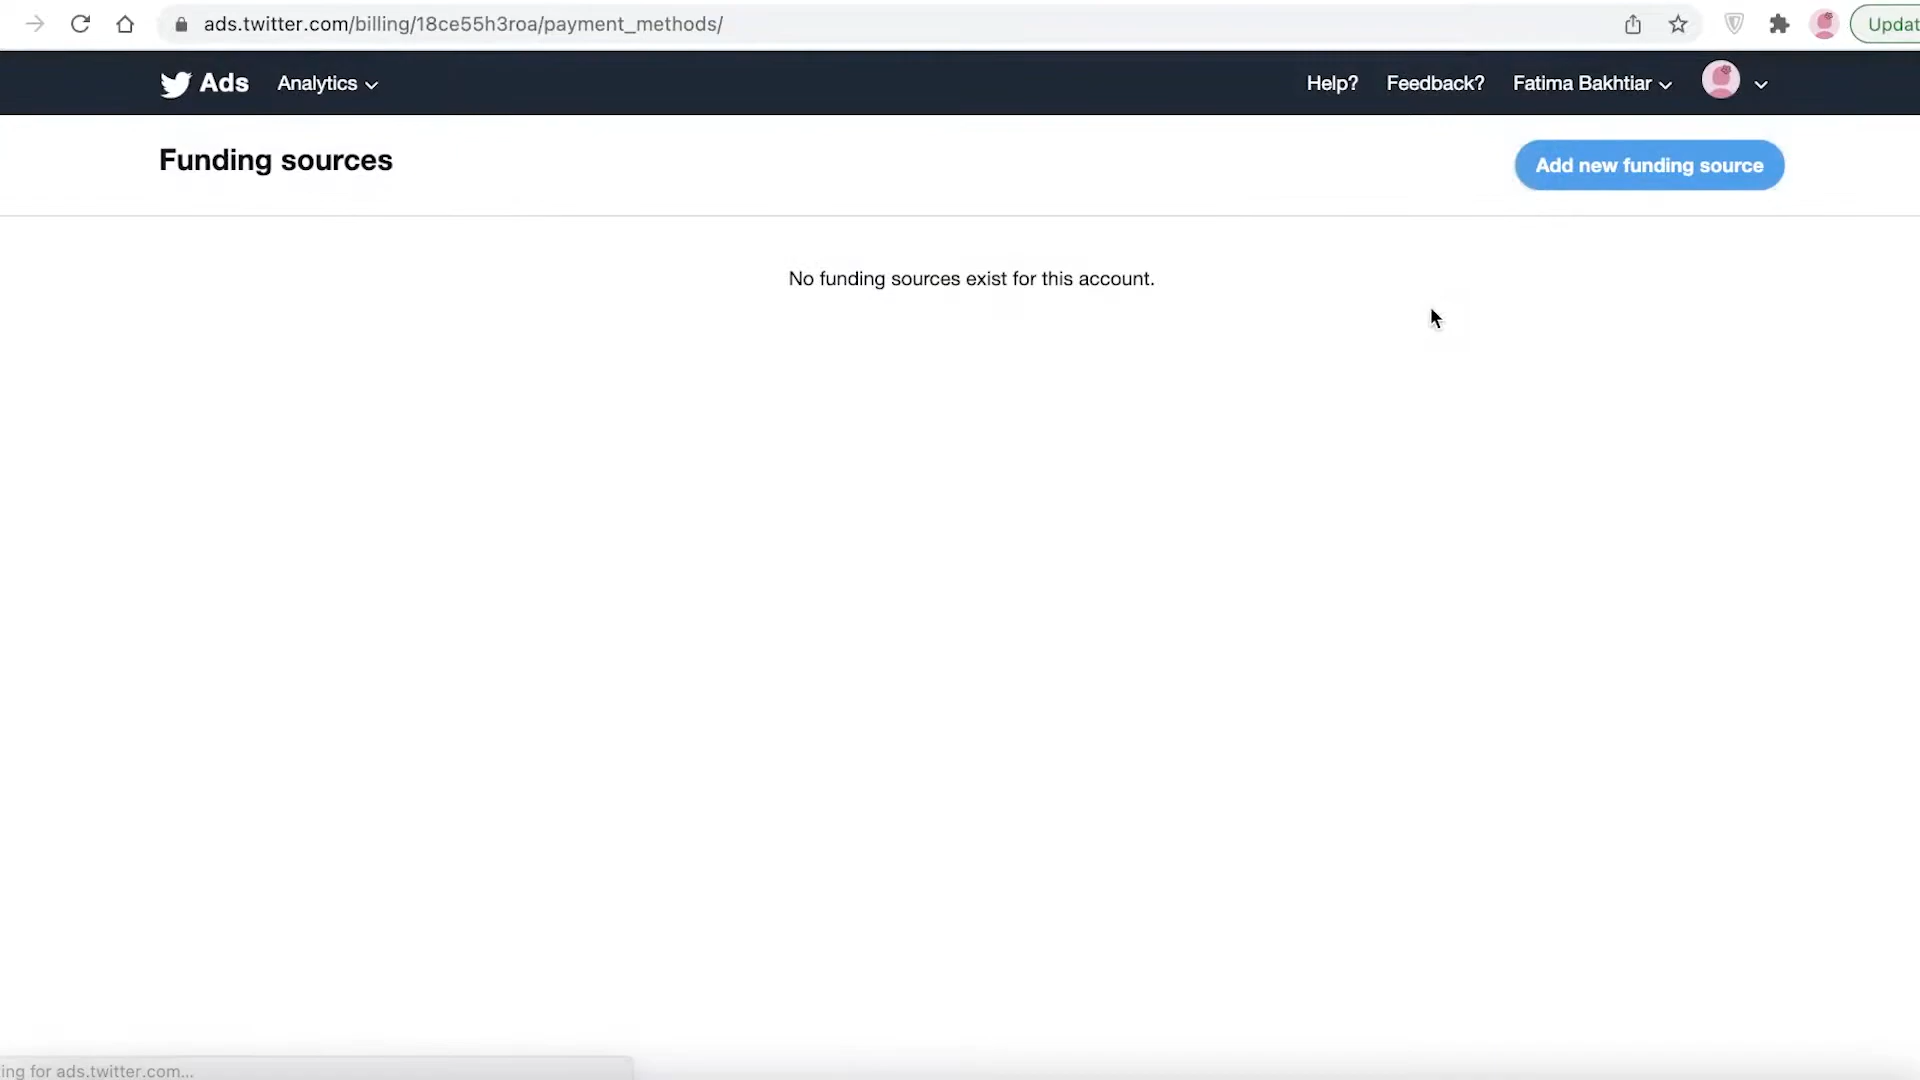 ads.twitter.com/billing/18ce55h3roa/payment_methods/
Updat
Ads
Analytics
Help?
Feedback?
Fatima Bakhtiar
Funding sources
Add new funding source
No funding sources exist for this account.
ing for ads.twitter.com...